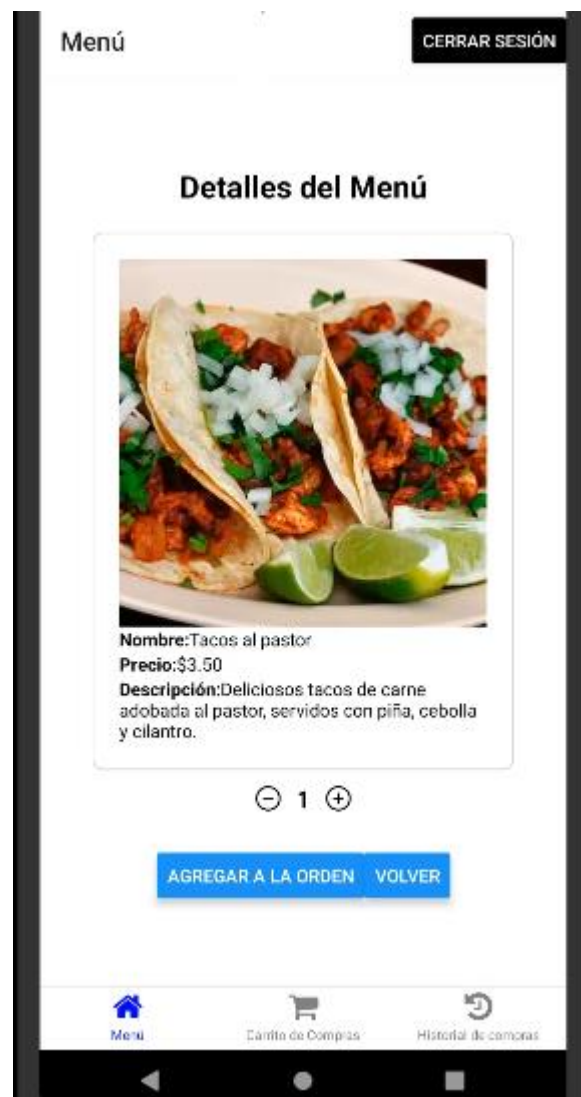 Menú
CERRAR SESIÓN
Detalles del Menú
Nombre:Tacos al pastor
Precio:$3.50
Descripción:Deliciosos tacos de carne
adobada al pastor, servidos con piña, cebolla
y cilantro.
1
AGREGAR A LA ORDEN
VOLVER
Menú
Carrito de Compras
Historial de compras